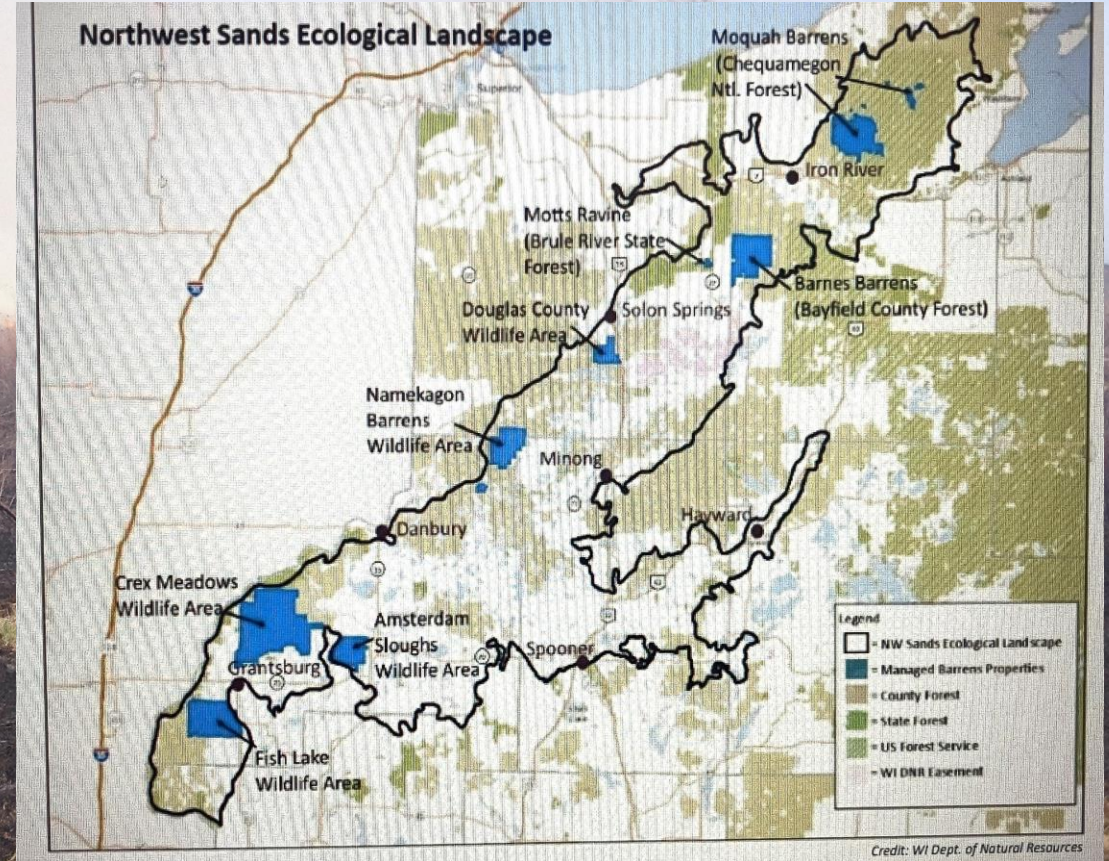 Northwest Sands Ecological Landscape
Superior
Moquah Barrens
(Chequamegon
Ntl. Forest)
Iron River
Motts Ravine
(Brule River State
Forest)
Barnes Barrens
(Bayfield County Forest)
Douglas County
Wildlife Area
Solon Springs
Namekagon
Barrens
Wildlife Area
Minong
Hayward
Danbury
Crex Meadows
Wildlife Area
Amsterdam
Sloughs
Wildlife Area
Spooner
Grantsburg
Fish Lake
Wildlife Area
Legend
= NW Sands Ecological Landscape
= Managed Barrens Properties
= County Forest
= State Forest
= US Forest Service
= WI DNR Easement
Credit: WI Dept. of Natural Resources